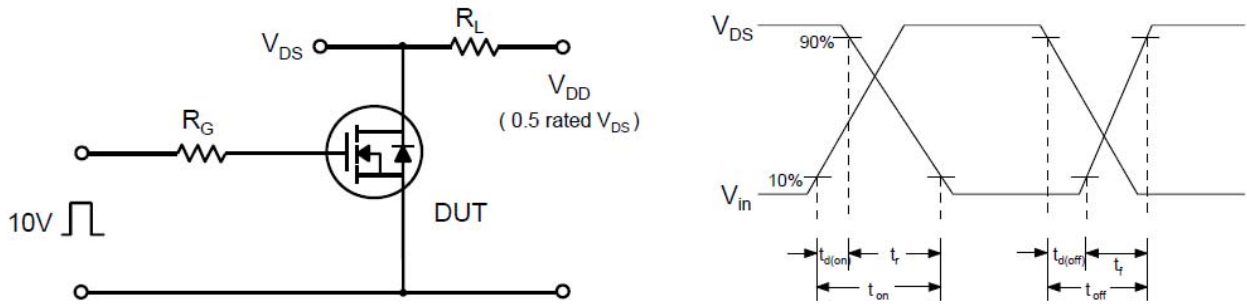 R_L
V_DS
V_DD
( 0.5 rated V_DS )
R_G
10V
DUT
V_DS
90%
10%
V_in
t_d(on)
t_r
t_on
t_d(off)
t_f
t_off